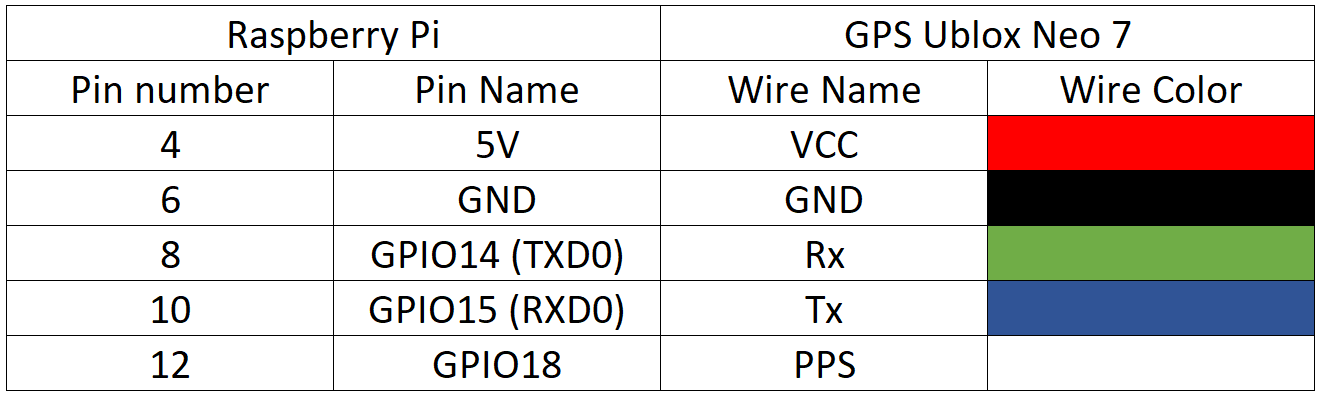 Raspberry Pi GPS Ublox Neo 7
Pin number Pin Name Wire Name Wire Color
4 5V VCC
6 GND GND
8 GPIO14 (TXD0) Rx
10 GPIO15 (RXD0) Tx
12 GPIO18 PPS